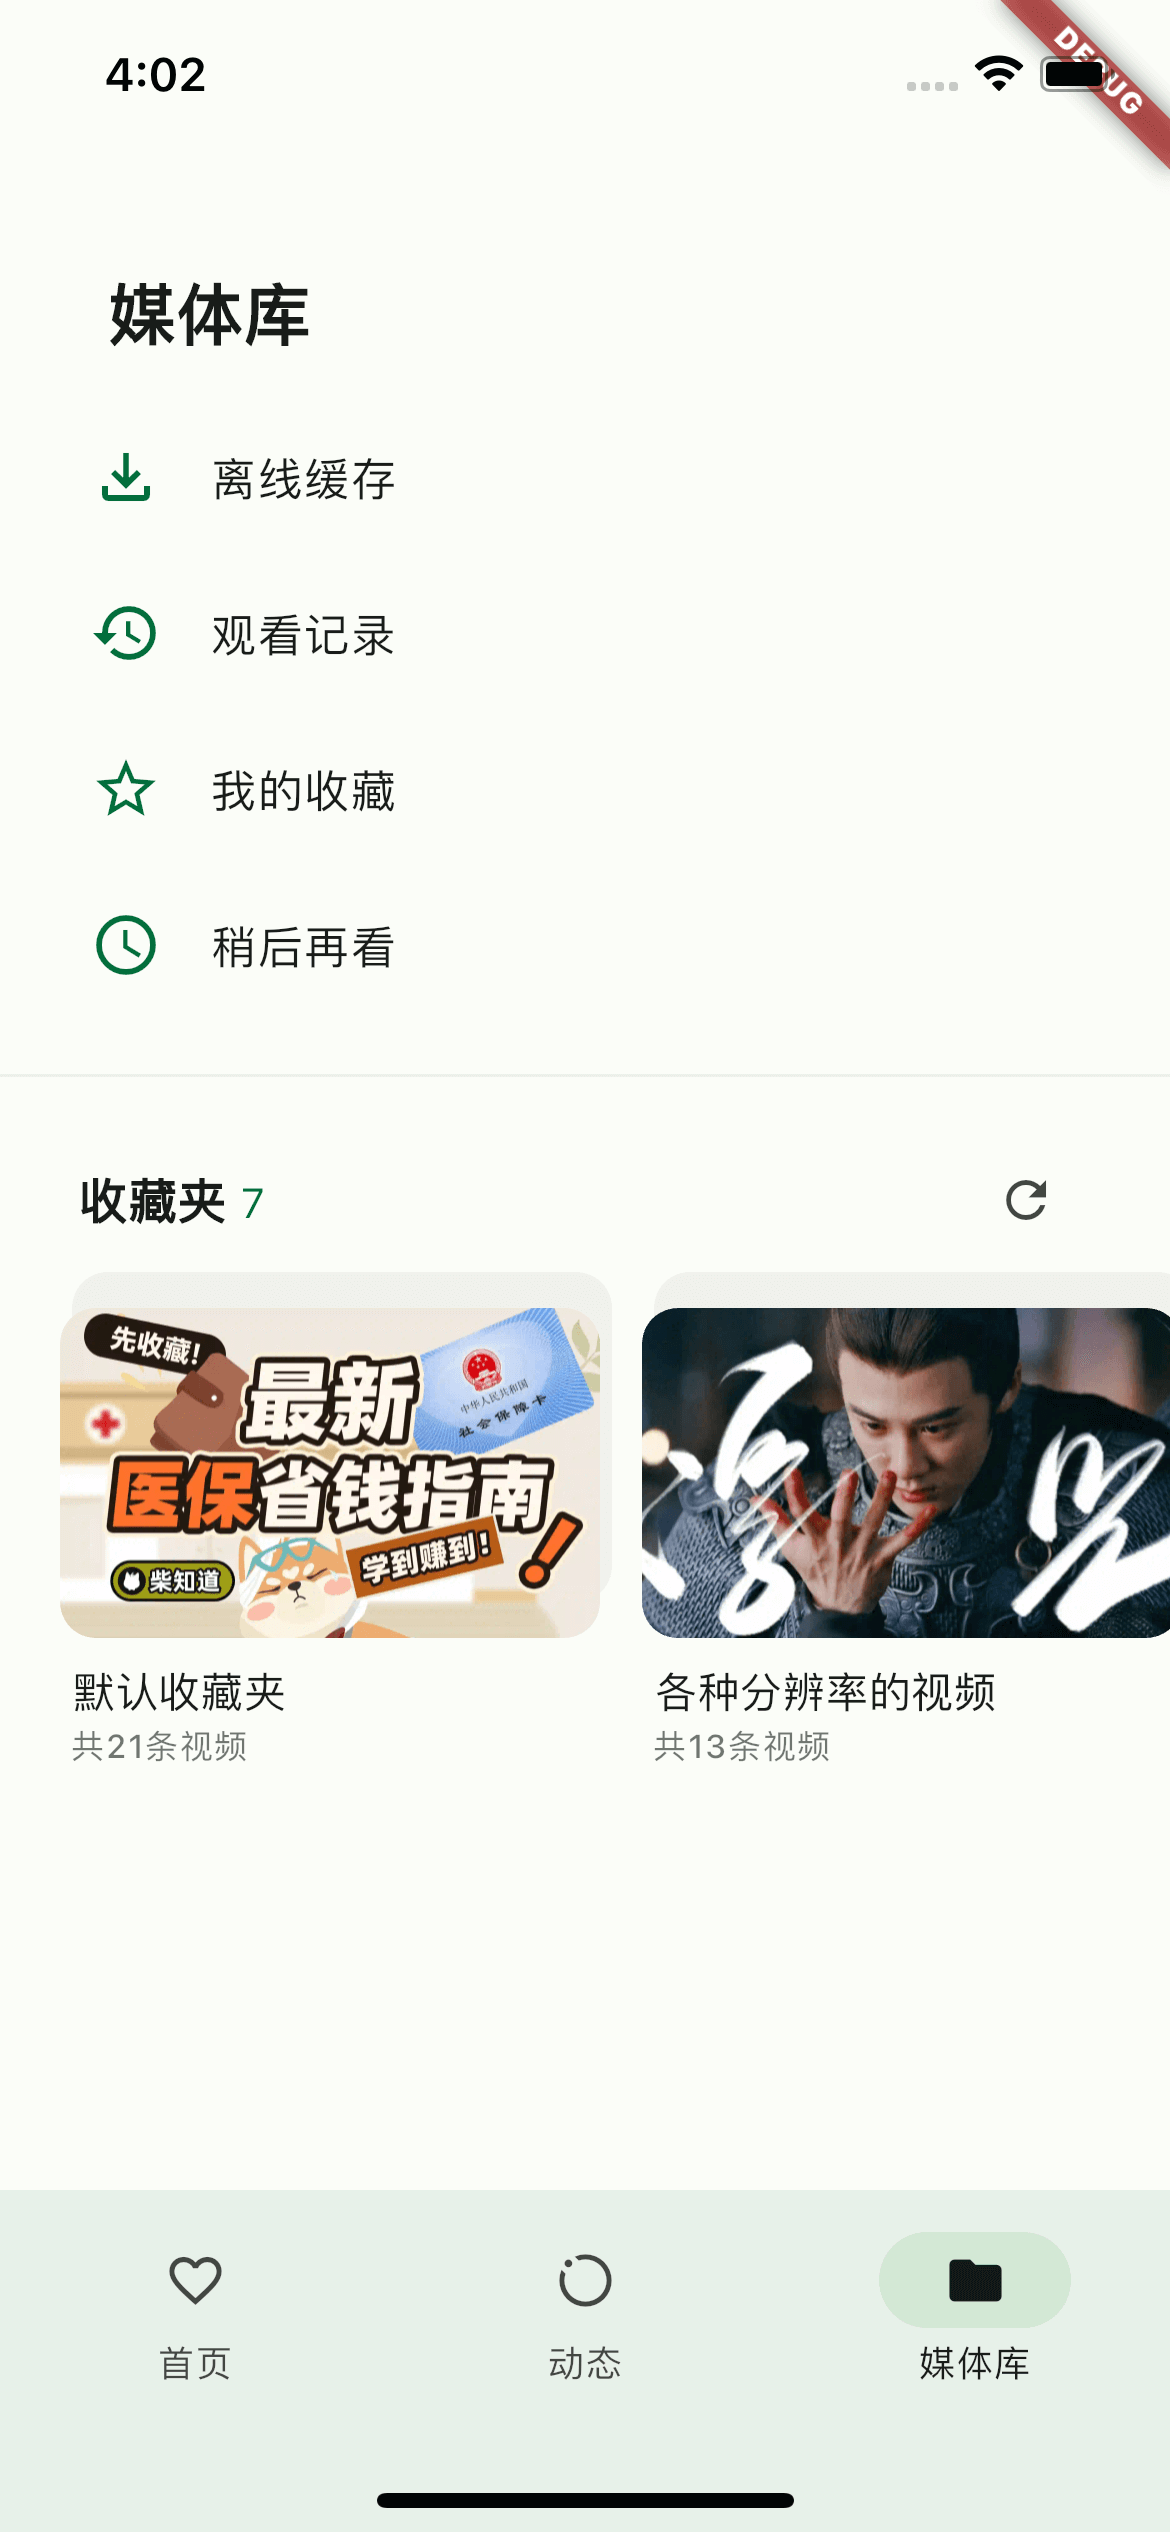 4:02
DEBUG
媒体库
离线缓存
观看记录
我的收藏
稍后再看
收藏夹 7
先收藏!
最新
中华人民共和国
社会保障卡
医保省钱指南
学到赚到!
柴知道
默认收藏夹
共21条视频
各种分辨率的视频
共13条视频
首页
动态
媒体库